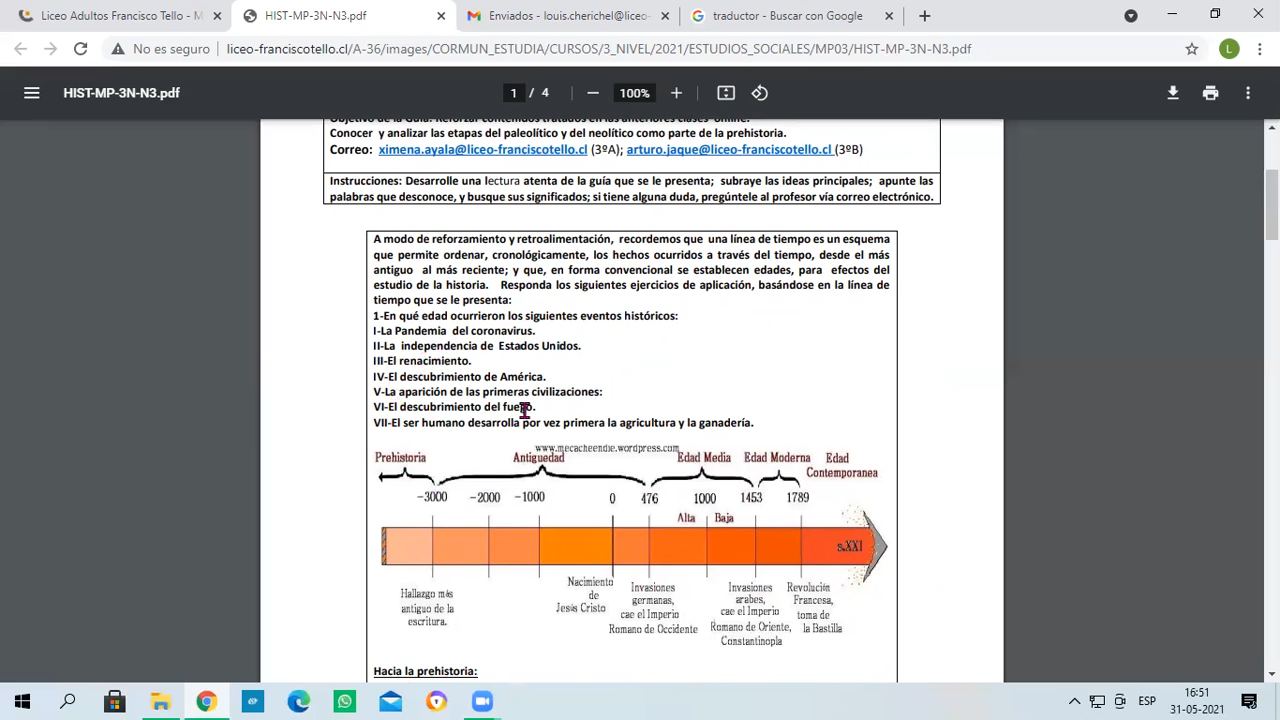 Liceo Adultos Francisco Tello - M
HIST-MP-3N-N3.pdf
Enviados - louis.cherichel@liceo-
traductor - Buscar con Google
No es seguro
liceo-franciscotello.cl/A-36/images/CORMUN_ESTUDIA/CURSOS/3_NIVEL/2021/ESTUDIOS_SOCIALES/MP03/HIST-MP-3N-N3.pdf
L
HIST-MP-3N-N3.pdf
1 / 4
100%
Objetivo de la Guía: Reforzar contenidos tratados en las anteriores clases online.
Conocer y analizar las etapas del paleolítico y del neolítico como parte de la prehistoria.
Correo: ximena.ayala@liceo-franciscotello.cl (3ºA); arturo.jaque@liceo-franciscotello.cl (3ºB)
Instrucciones: Desarrolle una lectura atenta de la guía que se le presenta; subraye las ideas principales; apunte las
palabras que desconoce, y busque sus significados; si tiene alguna duda, pregúntele al profesor vía correo electrónico.
A modo de reforzamiento y retroalimentación, recordemos que una línea de tiempo es un esquema
que permite ordenar, cronológicamente, los hechos ocurridos a través del tiempo, desde el más
antiguo al más reciente; y que, en forma convencional se establecen edades, para efectos del
estudio de la historia. Responda los siguientes ejercicios de aplicación, basándose en la línea de
tiempo que se le presenta:
1-En qué edad ocurrieron los siguientes eventos históricos:
I-La Pandemia del coronavirus.
II-La independencia de Estados Unidos.
III-El renacimiento.
IV-El descubrimiento de América.
V-La aparición de las primeras civilizaciones:
VI-El descubrimiento del fuego.
VII-El ser humano desarrolla por vez primera la agricultura y la ganadería.
www.mecacheendie.wordpress.com
Prehistoria
Antiguedad
Edad Media
Edad Moderna
Edad
Contemporanea
-3000
-2000
-1000
0
476
1000
1453
1789
Alta
Baja
s.XXI
Hallazgo más
antiguo de la
escritura.
Nacimiento
de
Jesús Cristo
Invasiones
germanas,
cae el Imperio
Romano de Occidente
Invasiones
arabes,
cae el Imperio
Romano de Oriente,
Constantinopla
Revolución
Francesa,
toma de
la Bastilla
Hacia la prehistoria:
ESP
16:51
31-05-2021